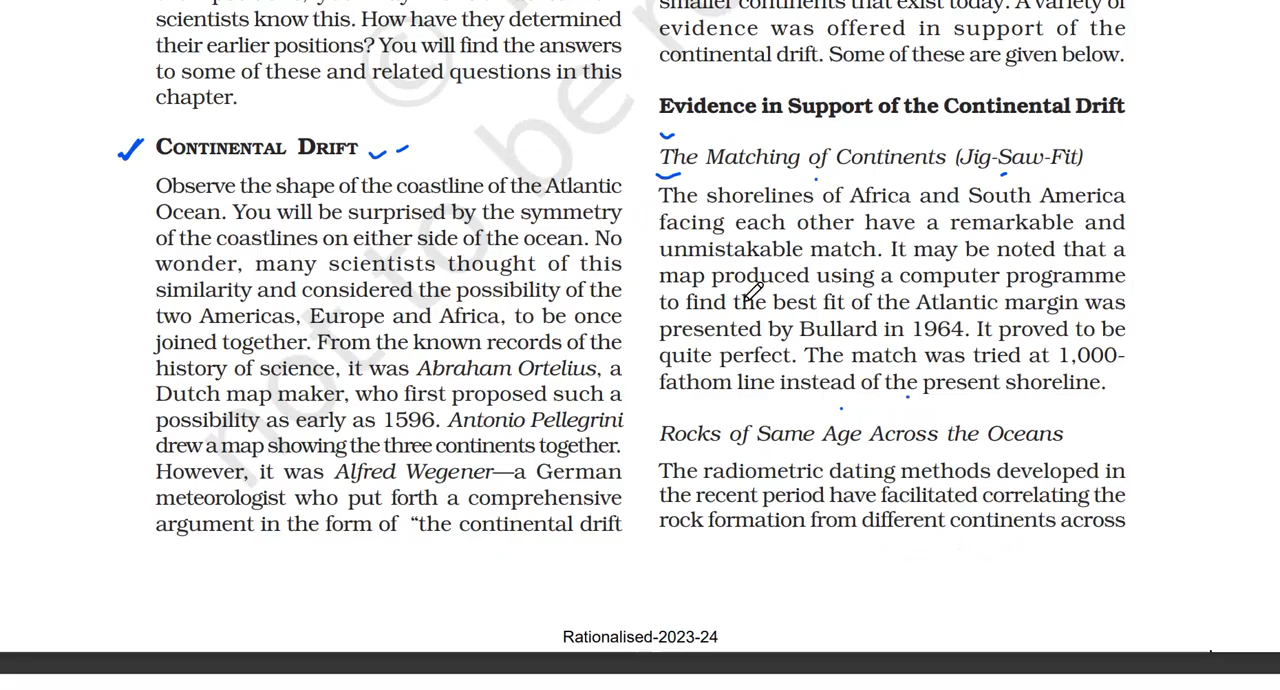 scientists know this. How have they determined
their earlier positions? You will find the answers
to some of these and related questions in this
chapter.
CONTINENTAL DRIFT
Observe the shape of the coastline of the Atlantic
Ocean. You will be surprised by the symmetry
of the coastlines on either side of the ocean. No
wonder, many scientists thought of this
similarity and considered the possibility of the
two Americas, Europe and Africa, to be once
joined together. From the known records of the
history of science, it was Abraham Ortelius, a
Dutch map maker, who first proposed such a
possibility as early as 1596. Antonio Pellegrini
drew a map showing the three continents together.
However, it was Alfred Wegener—a German
meteorologist who put forth a comprehensive
argument in the form of “the continental drift
smaller continents that exist today. A variety of
evidence was offered in support of the
continental drift. Some of these are given below.
Evidence in Support of the Continental Drift
The Matching of Continents (Jig-Saw-Fit)
The shorelines of Africa and South America
facing each other have a remarkable and
unmistakable match. It may be noted that a
map produced using a computer programme
to find the best fit of the Atlantic margin was
presented by Bullard in 1964. It proved to be
quite perfect. The match was tried at 1,000-
fathom line instead of the present shoreline.
Rocks of Same Age Across the Oceans
The radiometric dating methods developed in
the recent period have facilitated correlating the
rock formation from different continents across
© not to be re
Rationalised-2023-24